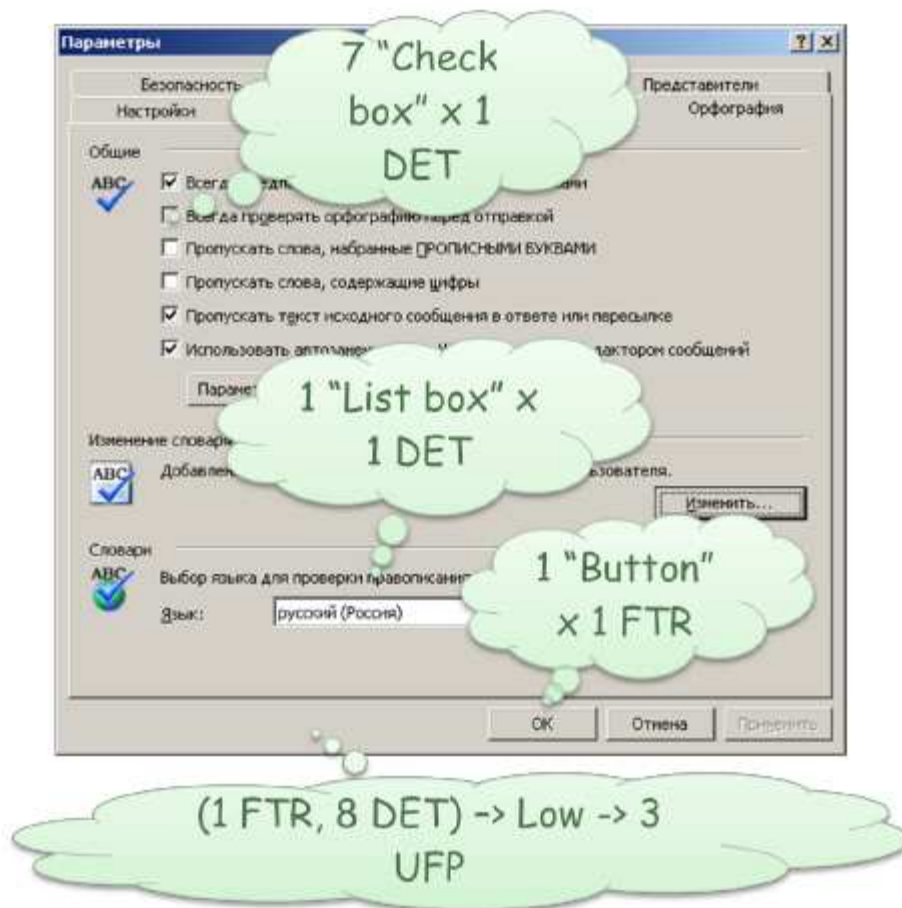 Параметры
7 “Check
box” x 1
DET
Безопасность
Представители
Настройки
Орфография
Общие
ABC
Всегда проверять орфографию перед отправкой
Пропускать слова, набранные ПРОПИСНЫМИ БУКВАМИ
Пропускать слова, содержащие цифры
Пропускать текст исходного сообщения в ответе или пересылке
Использовать сообщений
1 “List box” x
1 DET
Изменение
ABC
Изменить...
Словари
ABC
Выбор языка для проверки правописания
Язык:
русский (Россия)
1 “Button”
x 1 FTR
OK
Отмена
Применить
(1 FTR, 8 DET) -> Low -> 3
UFP